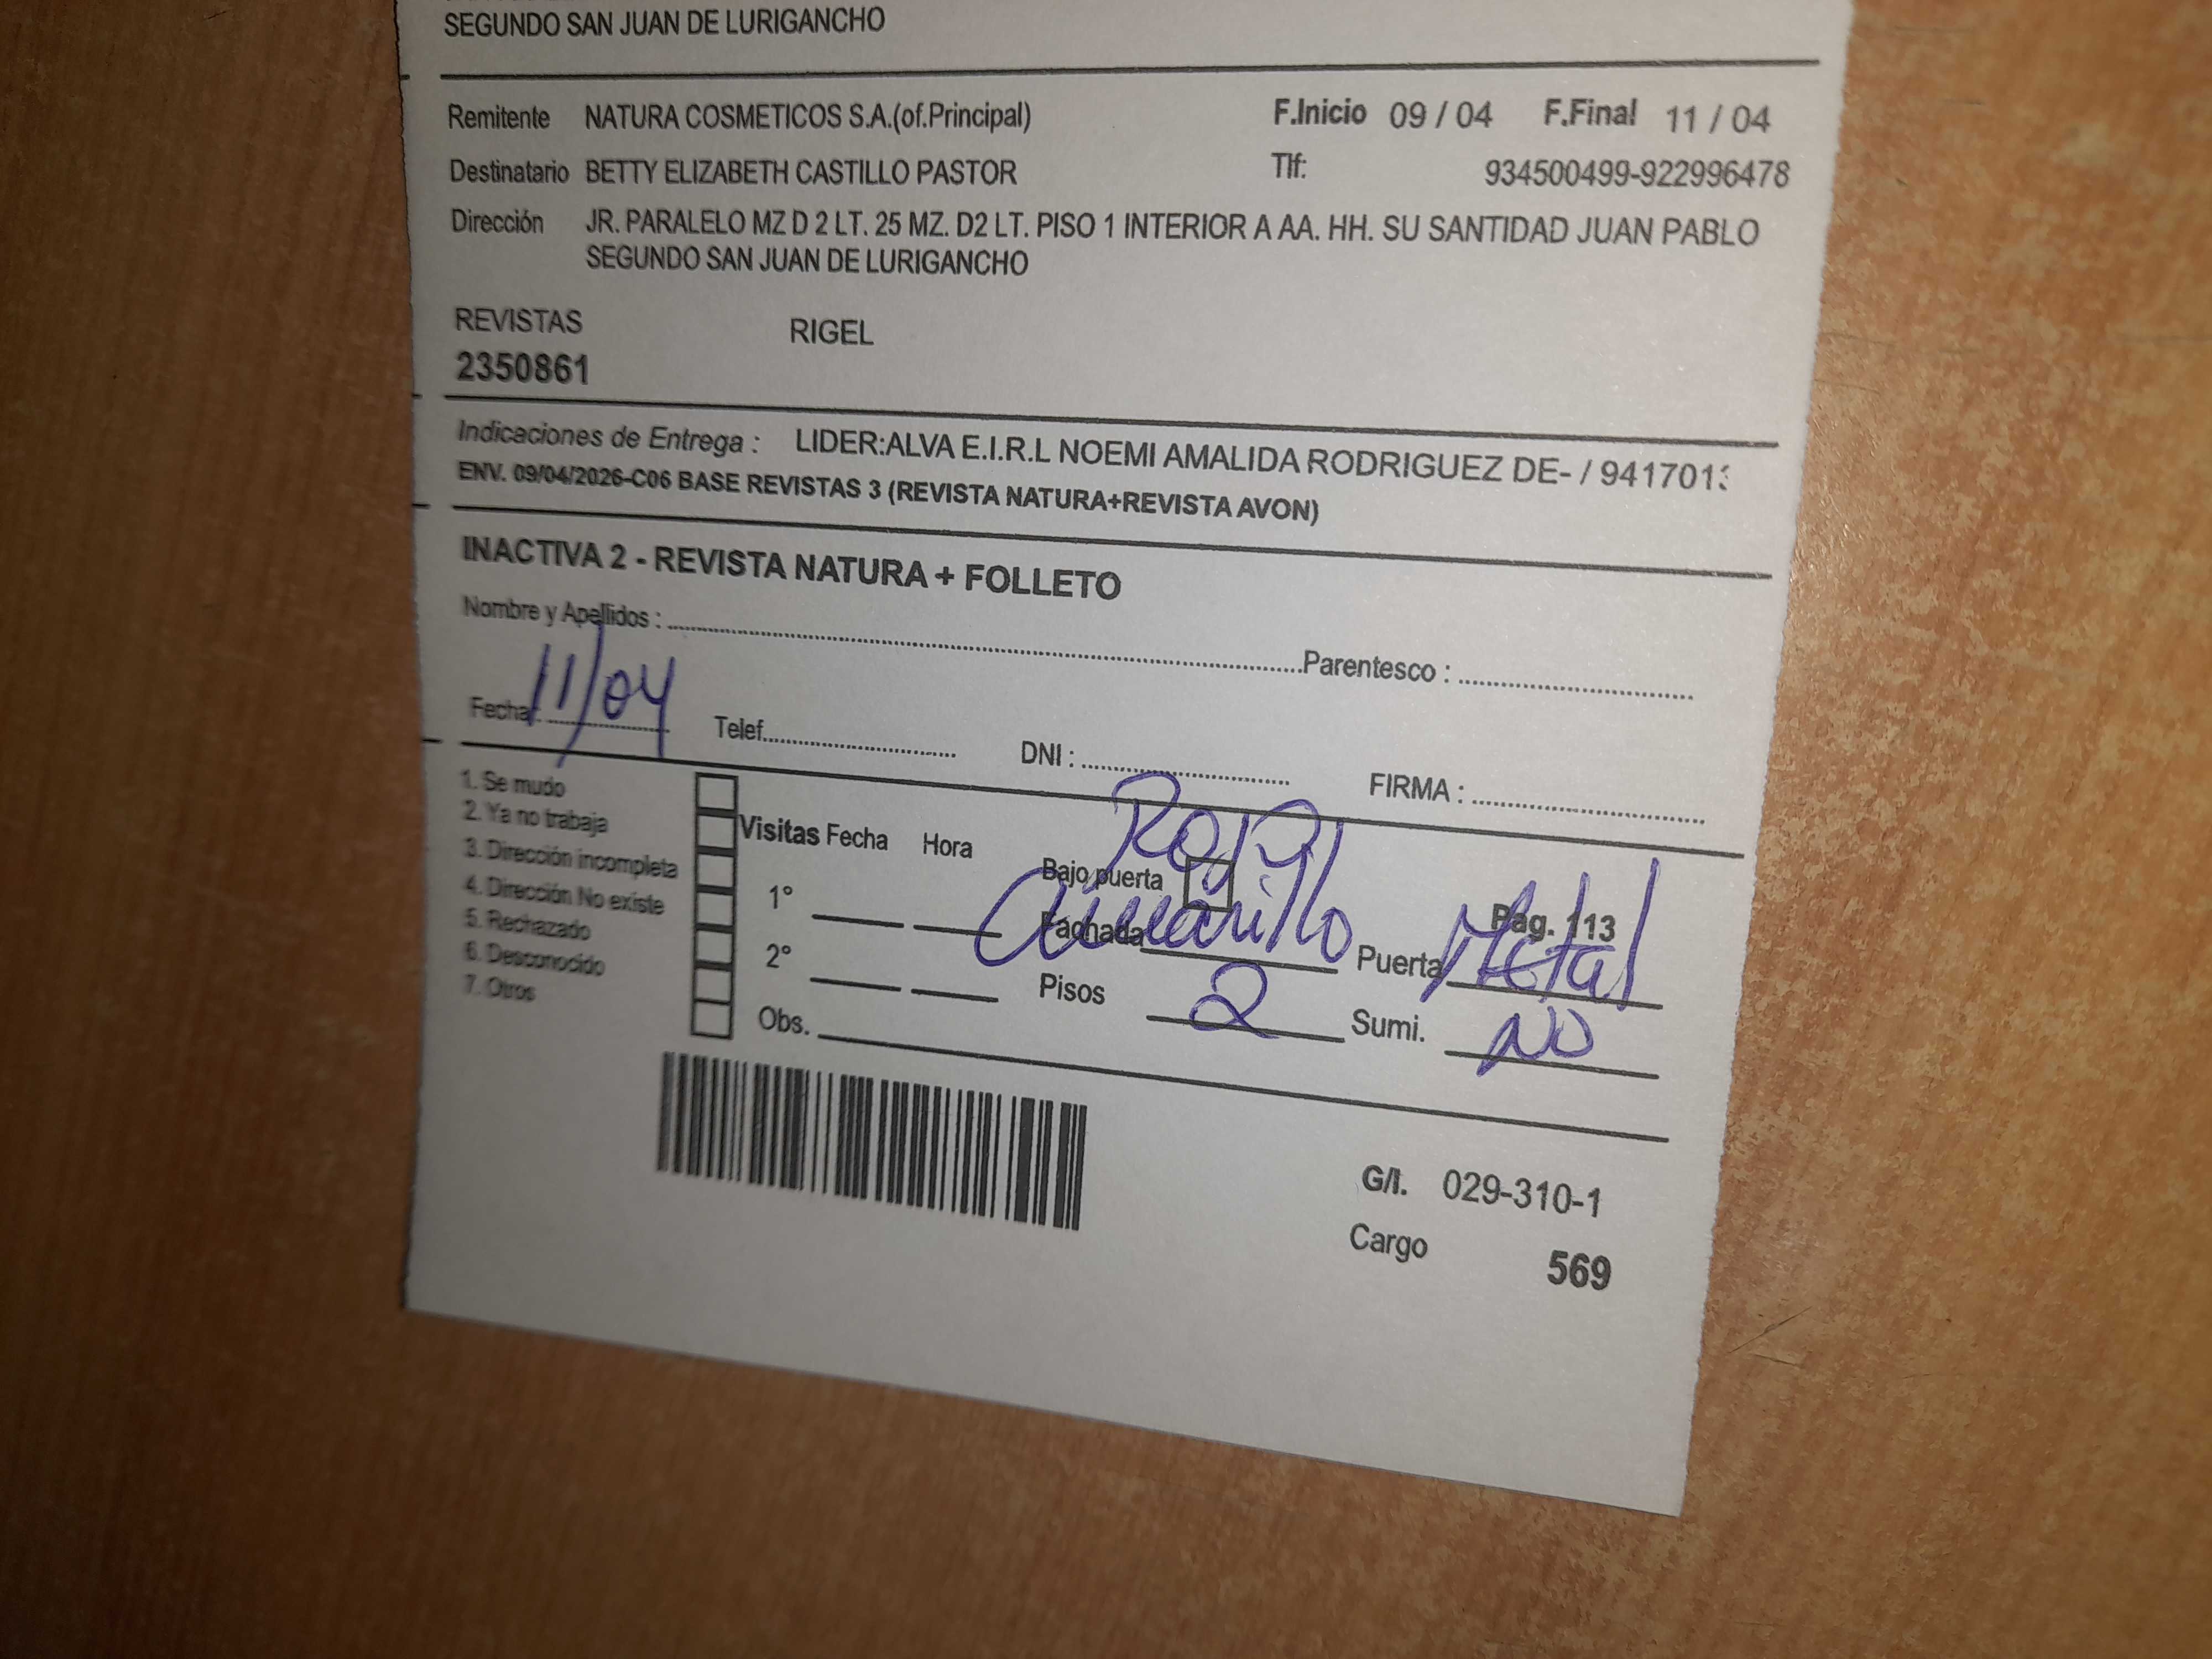 SEGUNDO SAN JUAN DE LURIGANCHO
Remitente NATURA COSMETICOS S.A.(of.Principal) F.Inicio 09 / 04 F.Final 11 / 04
Destinatario BETTY ELIZABETH CASTILLO PASTOR Tlf: 934500499-922996478
Dirección JR. PARALELO MZ D 2 LT. 25 MZ. D2 LT. PISO 1 INTERIOR A AA. HH. SU SANTIDAD JUAN PABLO
SEGUNDO SAN JUAN DE LURIGANCHO
REVISTAS RIGEL
2350861
Indicaciones de Entrega : LIDER:ALVA E.I.R.L NOEMI AMALIDA RODRIGUEZ DE- / 941701
ENV. 09/04/2026-C06 BASE REVISTAS 3 (REVISTA NATURA+REVISTA AVON)
INACTIVA 2 - REVISTA NATURA + FOLLETO
Nombre y Apellidos : Parentesco :
Fecha: 11/04 Telef. DNI : FIRMA :
1. Se mudo
2. Ya no trabaja
3. Dirección incompleta
4. Dirección No existe
5. Rechazado
6. Desconocido
7. Otros
Visitas Fecha Hora
1°
2°
Obs.
Bajo puerta
Pag. 113
Fachada Amarillo Puerta Metal
Pisos 2 Sumi. NO
G/I. 029-310-1
Cargo 569